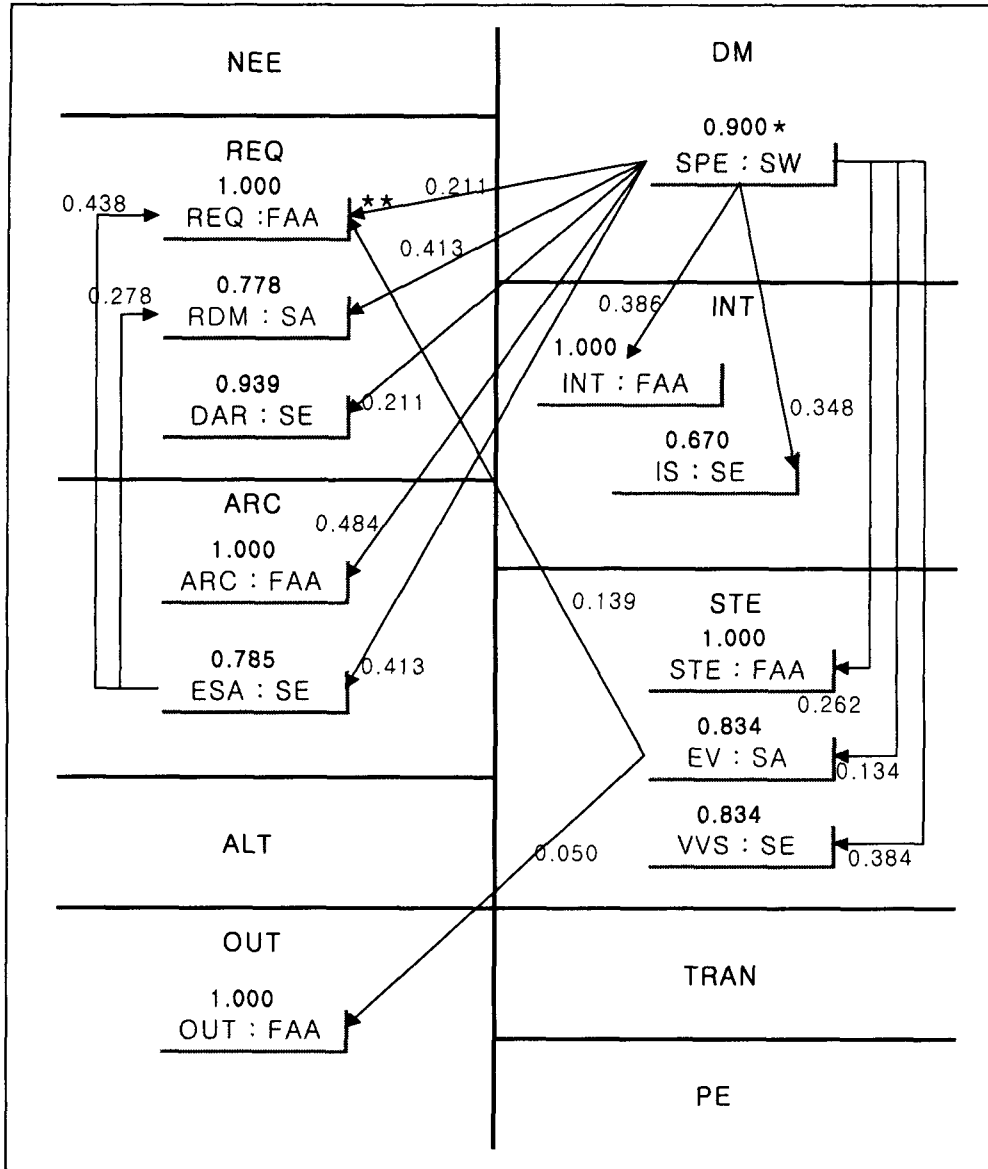 NEE
REQ
1.000
REQ : FAA
**
0.438
0.211
0.413
0.278
0.778
RDM : SA
0.939
DAR : SE
0.211
ARC
0.484
1.000
ARC : FAA
0.785
ESA : SE
0.413
ALT
OUT
1.000
OUT : FAA
DM
0.900 *
SPE : SW
INT
0.386
1.000
INT : FAA
0.348
0.670
IS : SE
0.139
STE
1.000
STE : FAA
0.262
0.834
EV : SA
0.134
0.834
VVS : SE
0.384
0.050
TRAN
PE